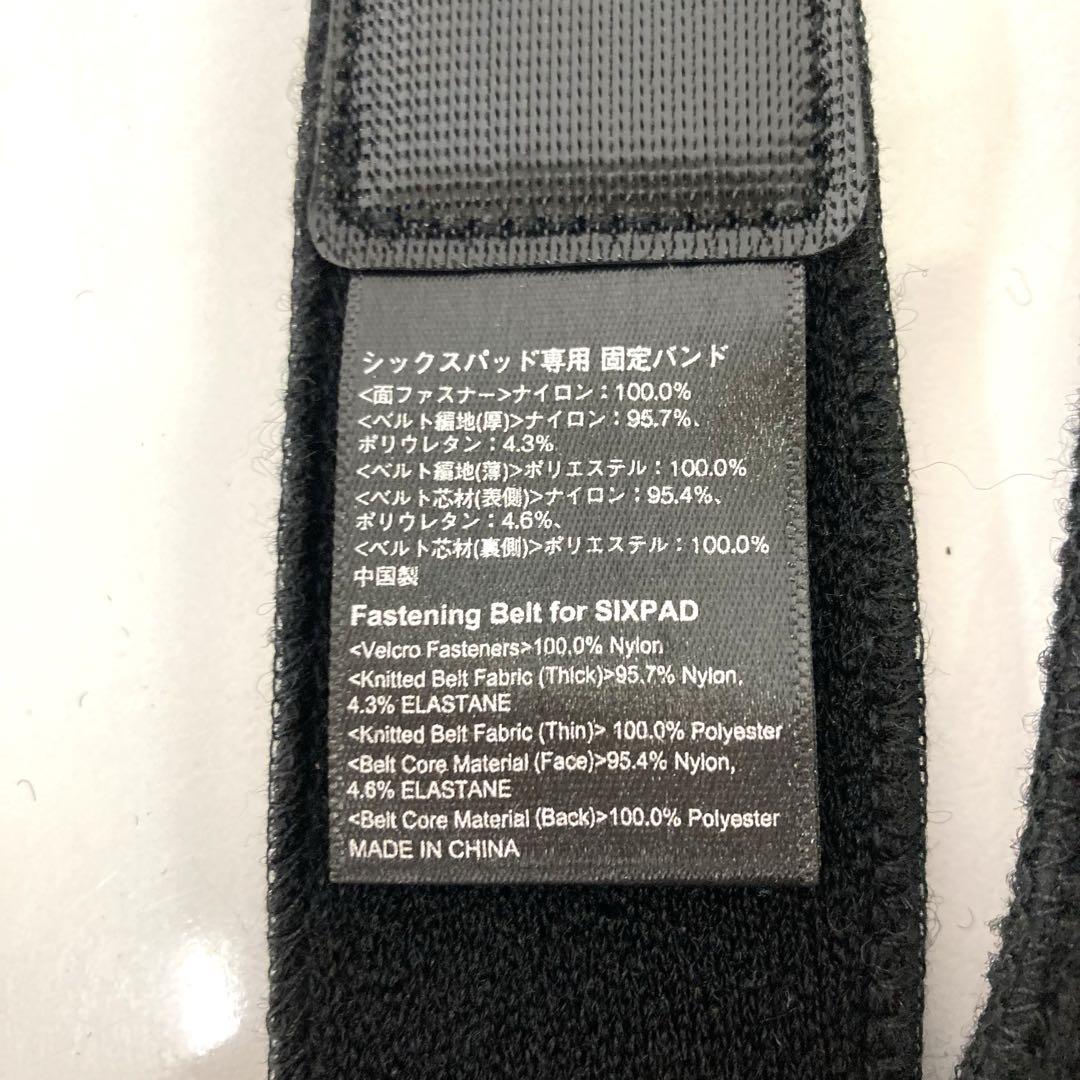 シックスパッド専用 固定バンド
<面ファスナー>ナイロン：100.0%
<ベルト編地(厚)>ナイロン：95.7%、
ポリウレタン：4.3%
<ベルト編地(薄)>ポリエステル：100.0%
<ベルト芯材(表側)>ナイロン：95.4%、
ポリウレタン：4.6%、
<ベルト芯材(裏側)>ポリエステル：100.0%
中国製
Fastening Belt for SIXPAD
<Velcro Fasteners>100.0% Nylon
<Knitted Belt Fabric (Thick)>95.7% Nylon,
4.3% ELASTANE
<Knitted Belt Fabric (Thin)> 100.0% Polyester
<Belt Core Material (Face)>95.4% Nylon,
4.6% ELASTANE
<Belt Core Material (Back)>100.0% Polyester
MADE IN CHINA